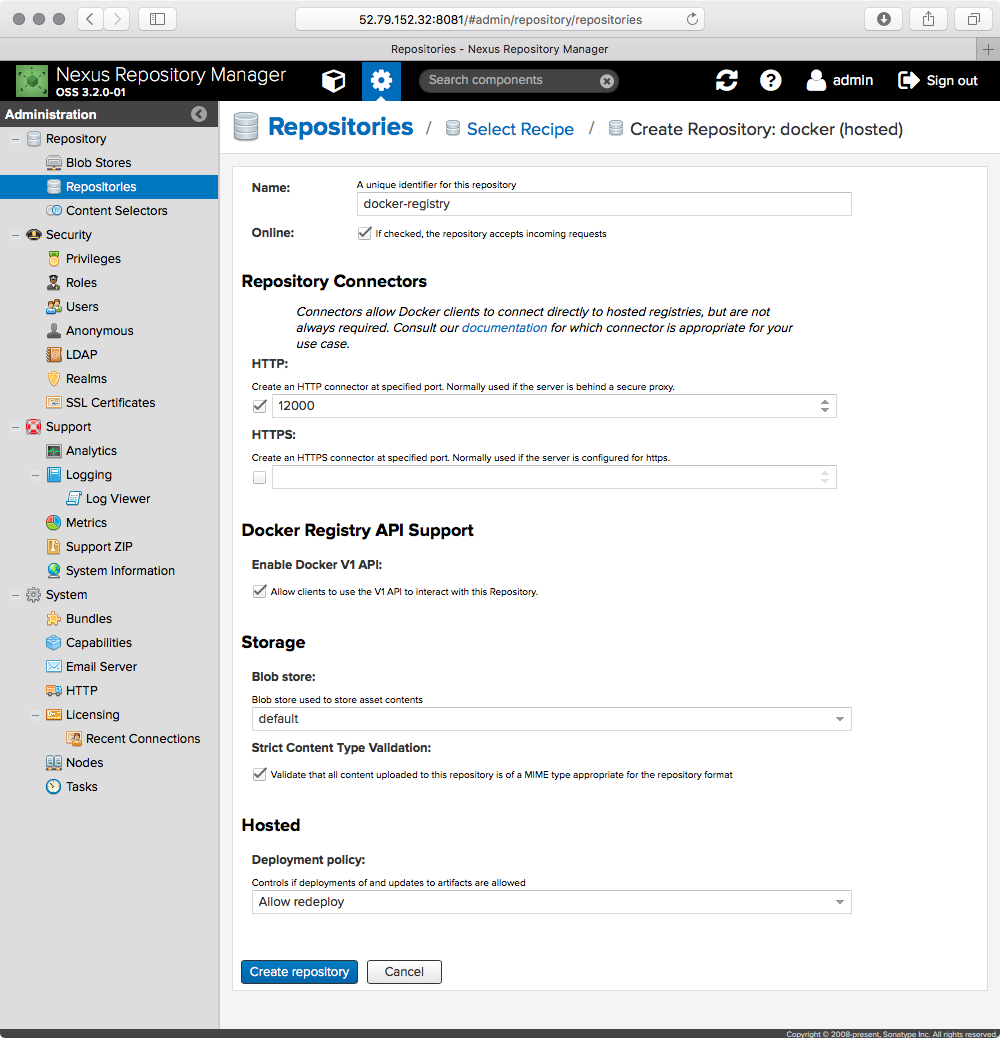 52.79.152.32:8081/#admin/repository/repositories
Repositories - Nexus Repository Manager
Nexus Repository Manager
OSS 3.2.0-01
Search components
admin
Sign out
Administration
Repository
Blob Stores
Repositories
Content Selectors
Security
Privileges
Roles
Users
Anonymous
LDAP
Realms
SSL Certificates
Support
Analytics
Logging
Log Viewer
Metrics
Support ZIP
System Information
System
Bundles
Capabilities
Email Server
HTTP
Licensing
Recent Connections
Nodes
Tasks
Repositories / Select Recipe / Create Repository: docker (hosted)
Name:
A unique identifier for this repository
docker-registry
Online:
If checked, the repository accepts incoming requests
Repository Connectors
Connectors allow Docker clients to connect directly to hosted registries, but are not
always required. Consult our documentation for which connector is appropriate for your
use case.
HTTP:
Create an HTTP connector at specified port. Normally used if the server is behind a secure proxy.
12000
HTTPS:
Create an HTTPS connector at specified port. Normally used if the server is configured for https.
Docker Registry API Support
Enable Docker V1 API:
Allow clients to use the V1 API to interact with this Repository.
Storage
Blob store:
Blob store used to store asset contents
default
Strict Content Type Validation:
Validate that all content uploaded to this repository is of a MIME type appropriate for the repository format
Hosted
Deployment policy:
Controls if deployments of and updates to artifacts are allowed
Allow redeploy
Create repository
Cancel
Copyright © 2008-present, Sonatype Inc. All rights reserved.